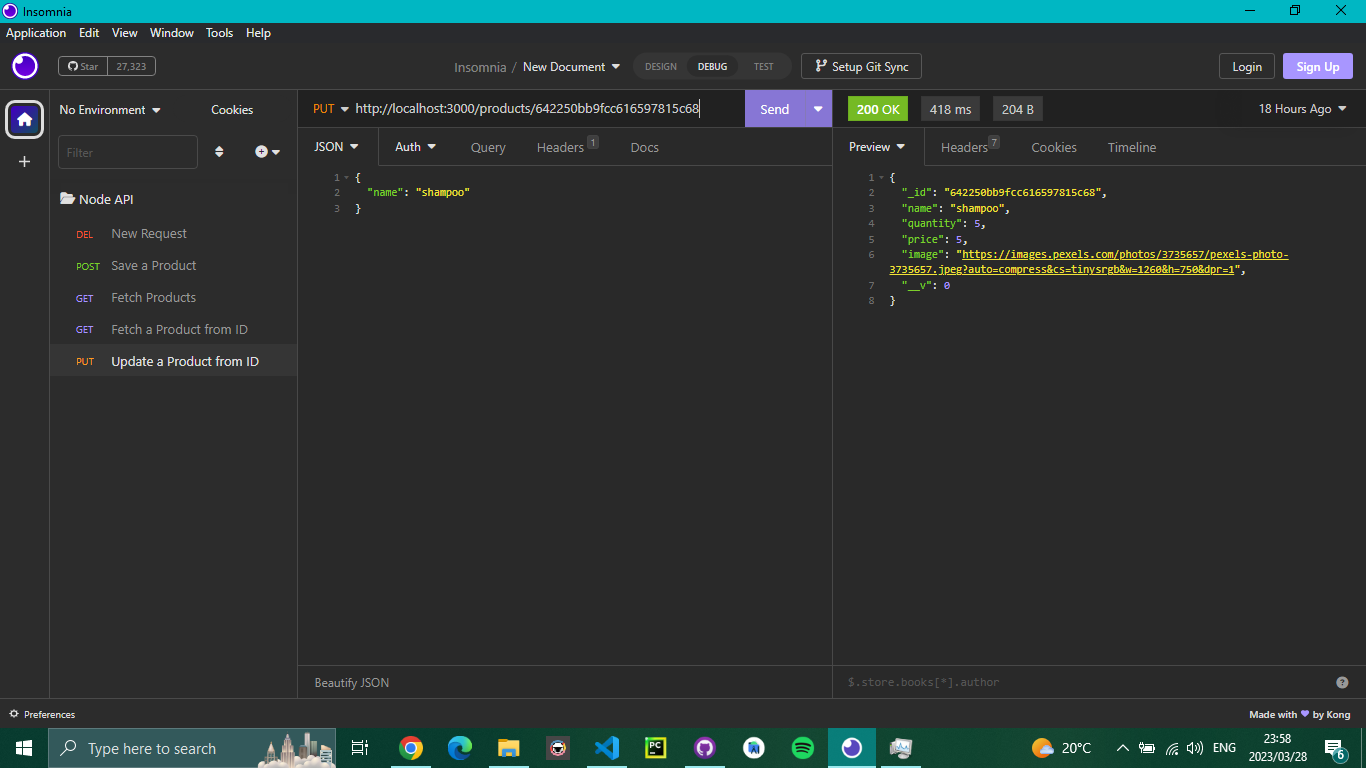 Insomnia
Application Edit View Window Tools Help
Star 27,323
Insomnia / New Document
DESIGN DEBUG TEST
Setup Git Sync
Login
Sign Up
No Environment
Cookies
Filter
Node API
DEL New Request
POST Save a Product
GET Fetch Products
GET Fetch a Product from ID
PUT Update a Product from ID
PUT http://localhost:3000/products/642250bb9fcc616597815c68
Send
JSON Auth Query Headers 1 Docs
1 {
2 "name": "shampoo"
3 }
Beautify JSON
200 OK 418 ms 204 B
18 Hours Ago
Preview Headers 7 Cookies Timeline
1 {
2 "_id": "642250bb9fcc616597815c68",
3 "name": "shampoo",
4 "quantity": 5,
5 "price": 5,
6 "image": "https://images.pexels.com/photos/3735657/pexels-photo-
3735657.jpeg?auto=compress&cs=tinysrgb&w=1260&h=750&dpr=1",
7 "__v": 0
8 }
$.store.books[*].author
Preferences
Made with by Kong
Type here to search
PC
20°C
ENG
23:58
2023/03/28
6